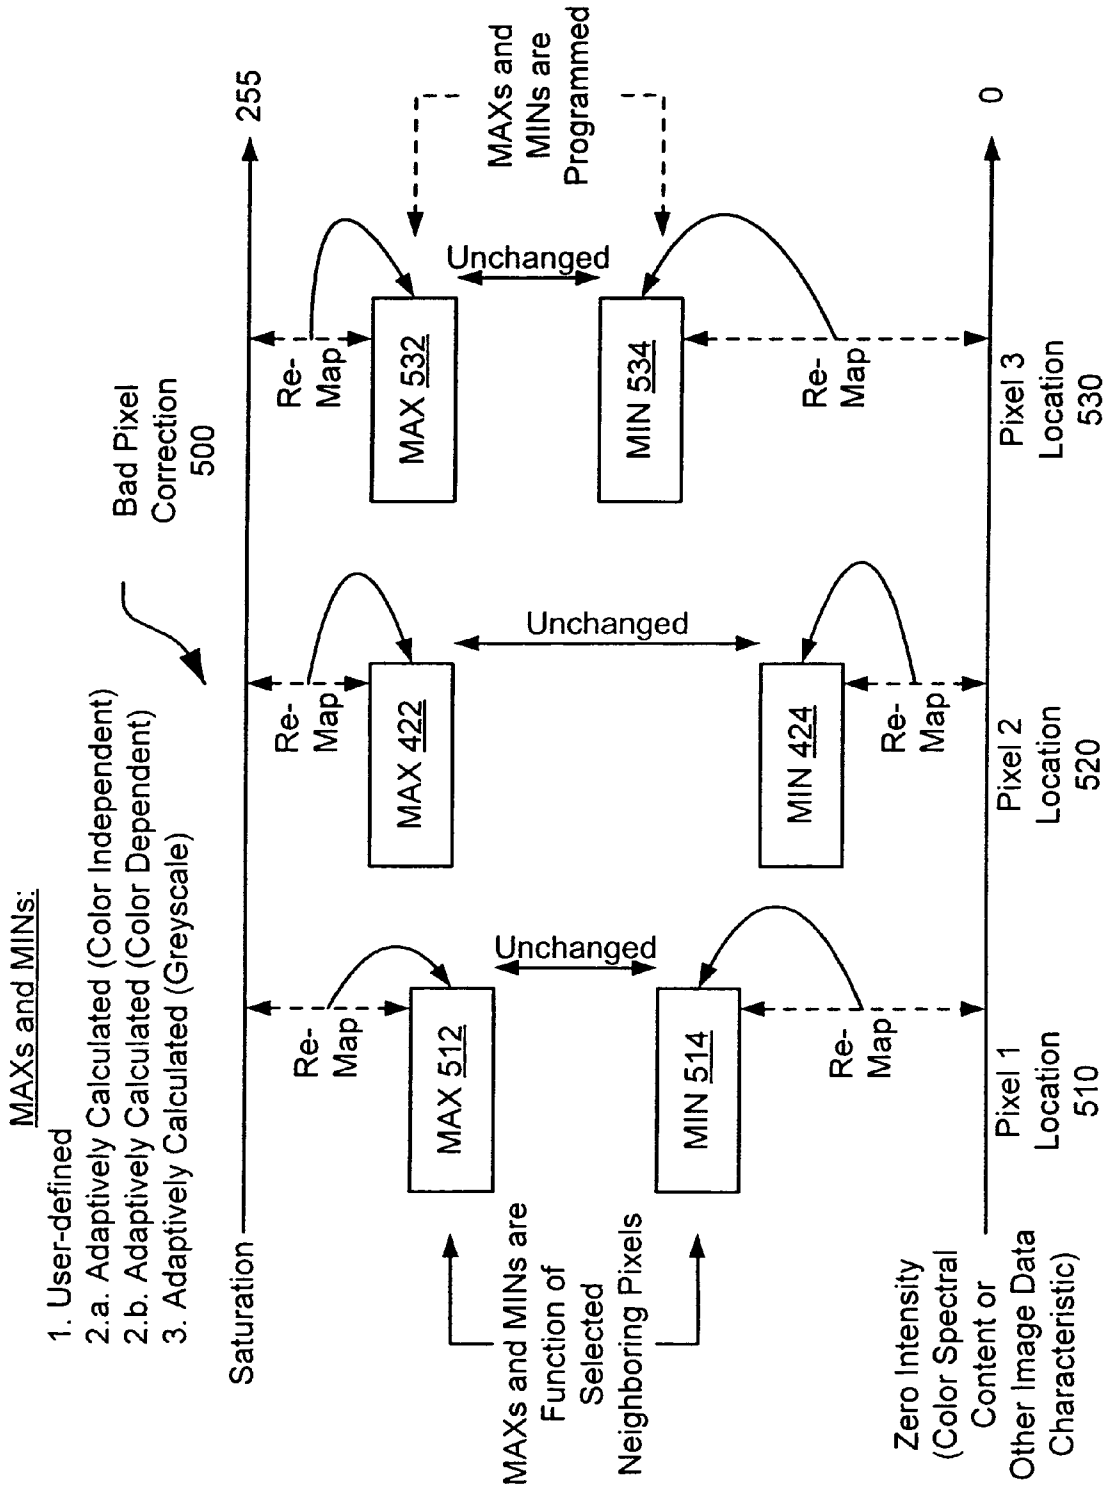 MAXs and MINs:
1. User-defined
2.a. Adaptively Calculated (Color Independent)
2.b. Adaptively Calculated (Color Dependent)
3. Adaptively Calculated (Greyscale)
Bad Pixel
Correction
500
Saturation
255
Re-
Map
MAX 512
Unchanged
MIN 514
Re-
Map
Pixel 1
Location
510
Re-
Map
MAX 422
Unchanged
MIN 424
Re-
Map
Pixel 2
Location
520
Re-
Map
MAX 532
Unchanged
MIN 534
Re-
Map
Pixel 3
Location
530
MAXs and MINs are
Function of
Selected
Neighboring Pixels
MAXs and
MINs are
Programmed
Zero Intensity
(Color Spectral
Content or
Other Image Data
Characteristic)
0